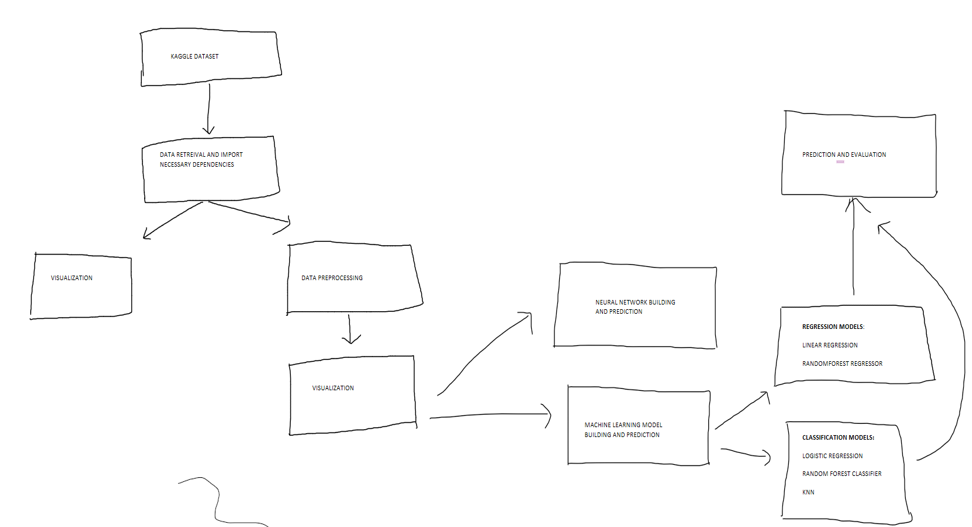 KAGGLE DATASET
DATA RETREIVAL AND IMPORT
NECESSARY DEPENDENCIES
VISUALIZATION
DATA PREPROCESSING
VISUALIZATION
NEURAL NETWORK BUILDING
AND PREDICTION
MACHINE LEARNING MODEL
BUILDING AND PREDICTION
PREDICTION AND EVALUATION
REGRESSION MODELS:
LINEAR REGRESSION
RANDOMFOREST REGRESSOR
CLASSIFICATION MODELS:
LOGISTIC REGRESSION
RANDOM FOREST CLASSIFIER
KNN